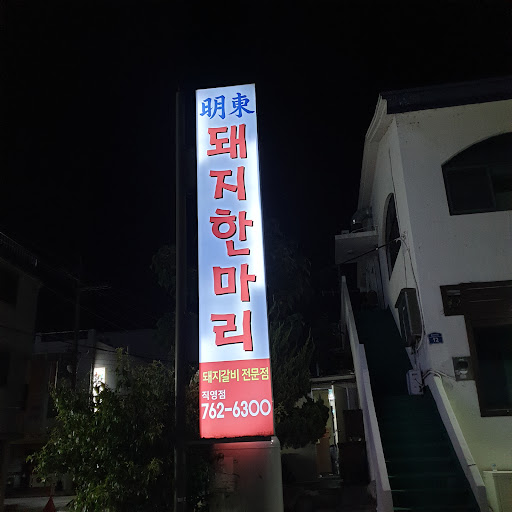 明東
돼지한마리
돼지갈비 전문점
직영점
762-6300